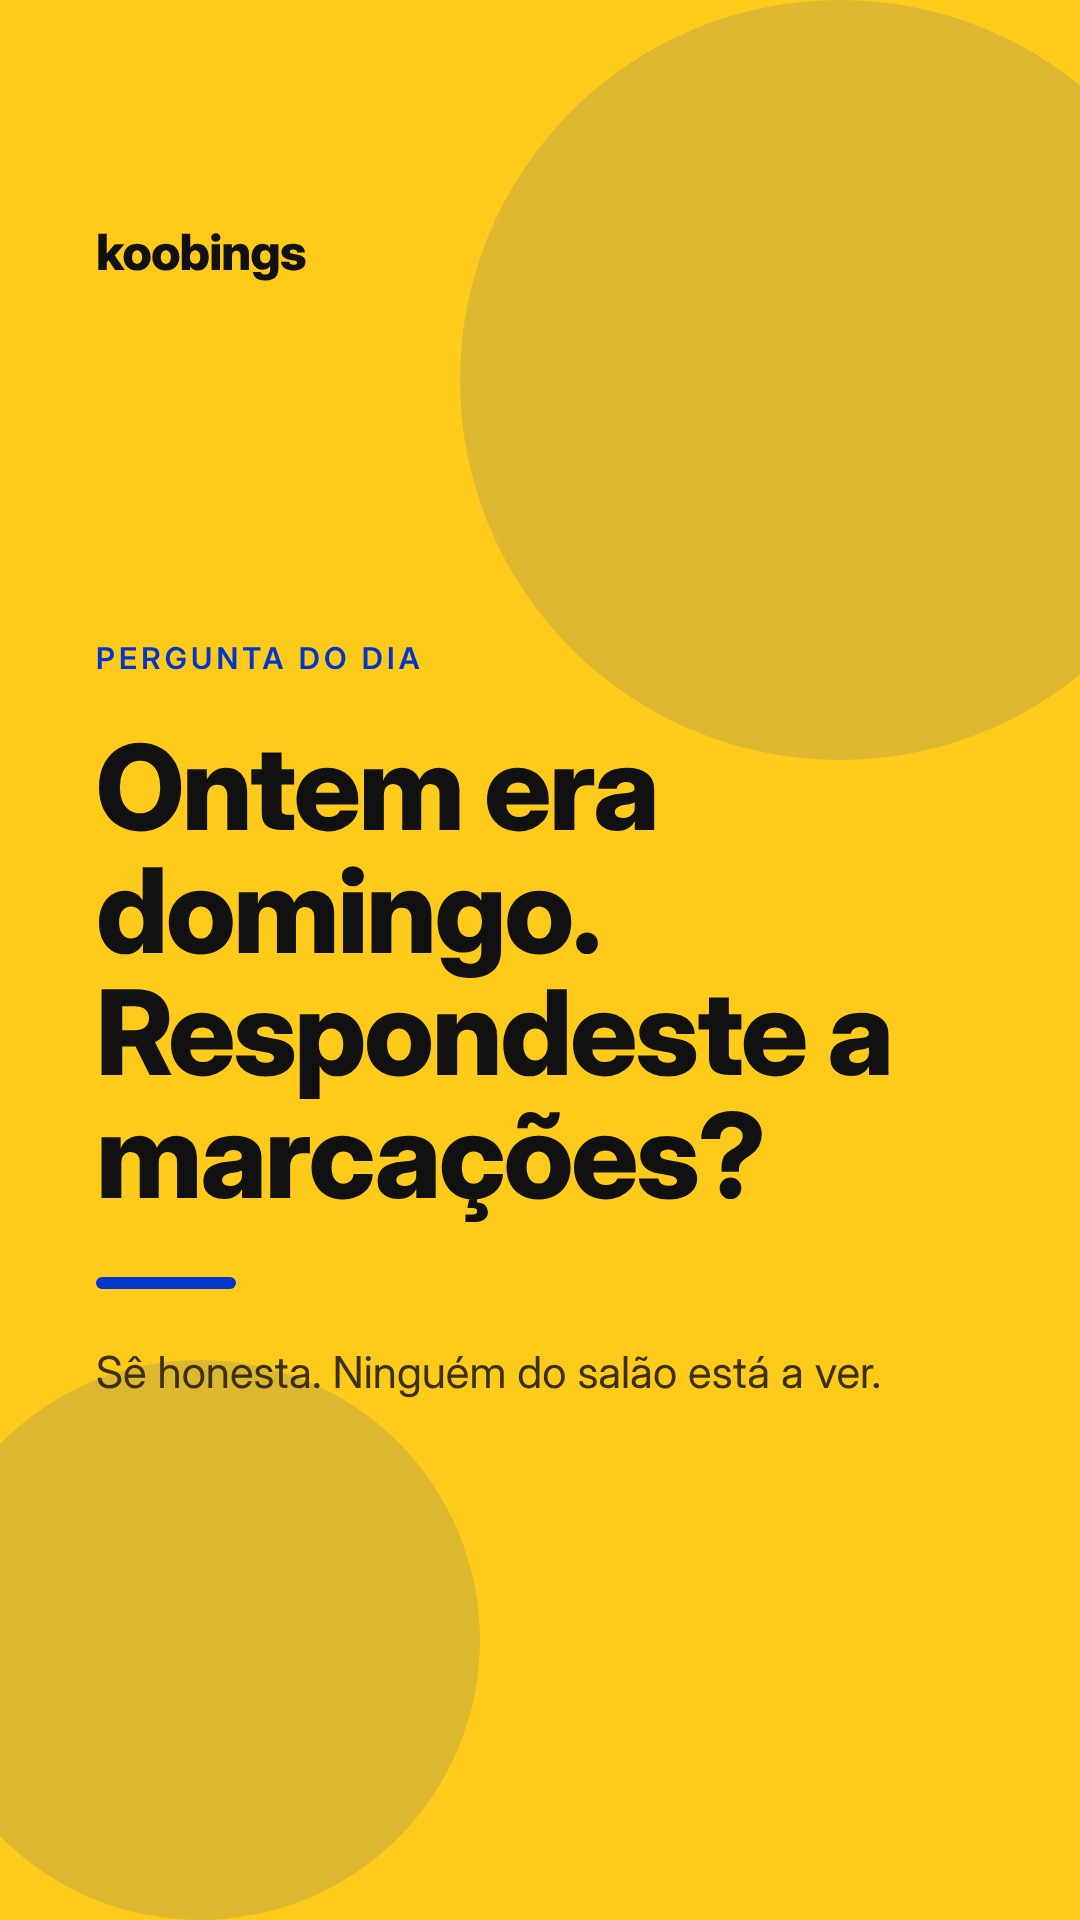 koobings
PERGUNTA DO DIA
Ontem era
domingo.
Respondeste a
marcações?
Sê honesta. Ninguém do salão está a ver.